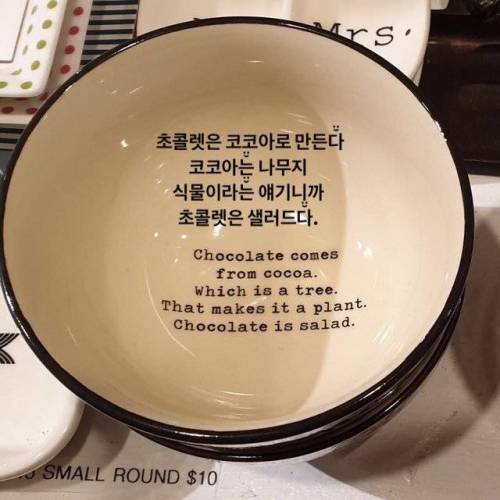 Mrs.
초콜렛은 코코아로 만든다
코코아는 나무지
식물이라는 얘기니까
초콜렛은 샐러드다.
Chocolate comes
from cocoa.
Which is a tree.
That makes it a plant.
Chocolate is salad.
SMALL ROUND $10